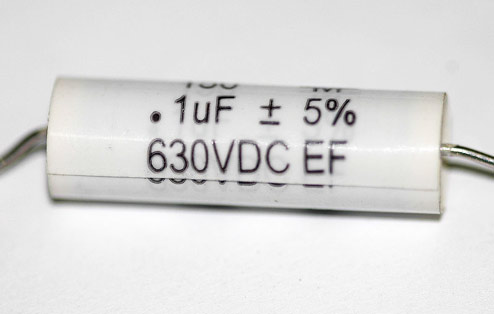 .1uF ± 5%
630VDC EF